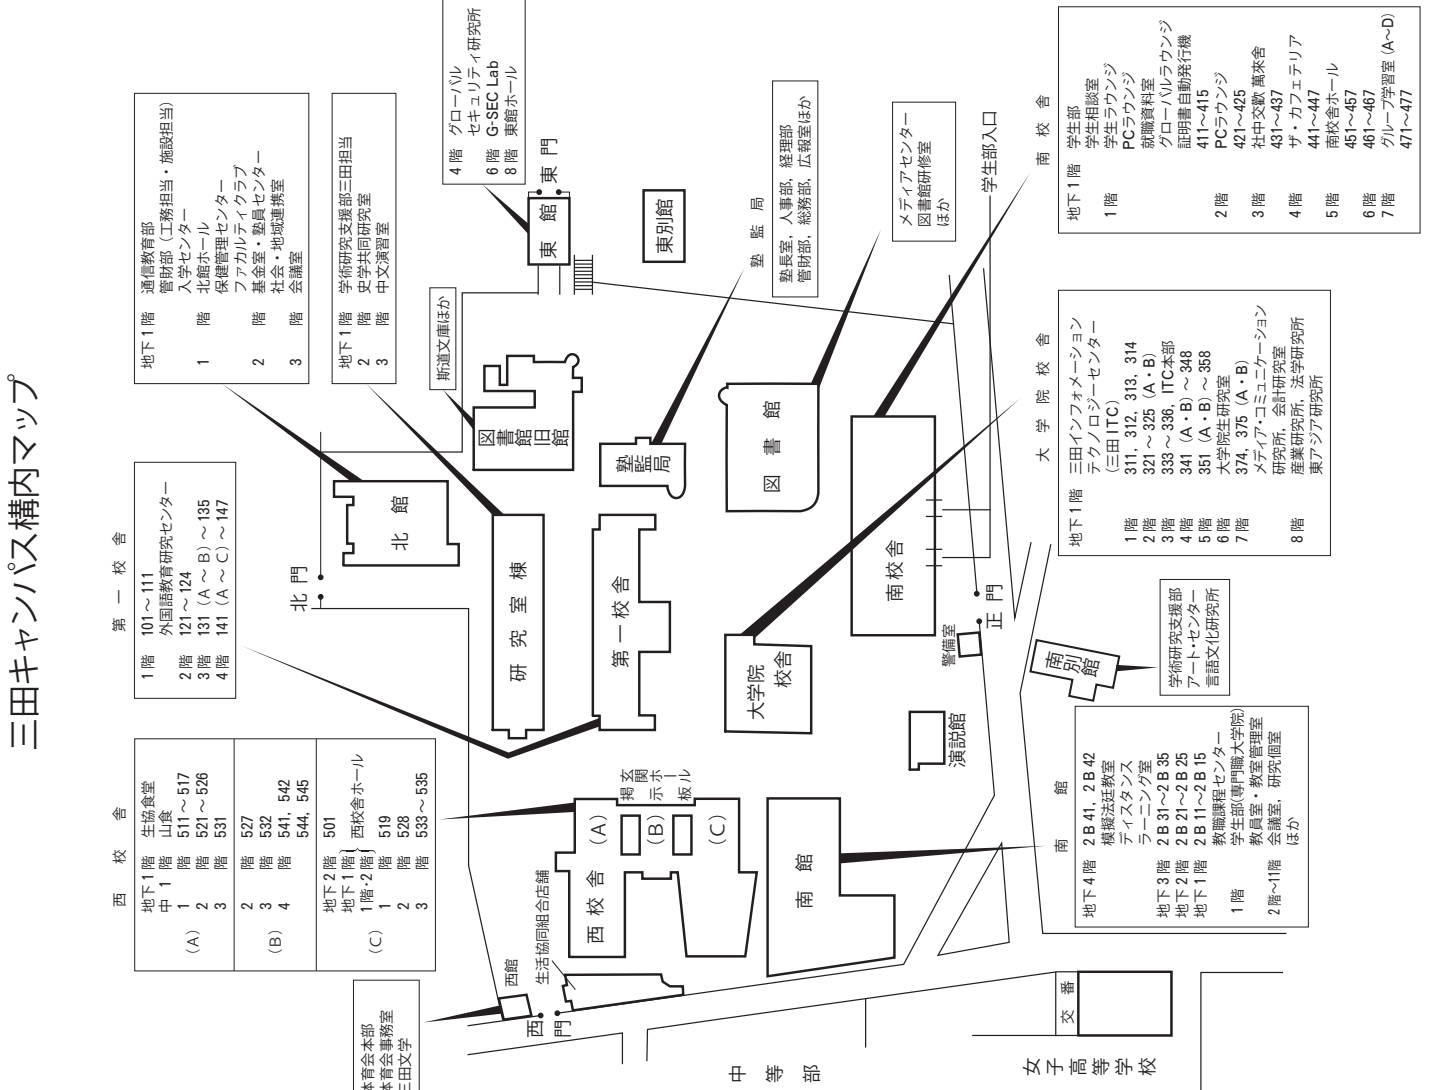 三田キャンパス構内マップ
西校舎
(A)
地下1階 生協食堂
中1階 山食
1階 511～517
2階 521～526
3階 531
(B)
2階 527
3階 532
4階 541, 542
544, 545
(C)
地下2階 501
地下1階
1階・2階
西校舎ホール
1階 519
2階 528
3階 533～535
第一校舎
1階 101～111
外国語教育研究センター
2階 121～124
3階 131（A～B）～135
4階 141（A～C）～147
地下1階 通信教育部
管財部（工務担当・施設担当）
入学センター
1階 北館ホール
保健管理センター
ファカルティクラブ
2階 基金室・塾員センター
社会・地域連携室
3階 会議室
地下1階 学術研究支援部三田担当
2階 史学共同研究室
3階 中文演習室
4階 グローバル
セキュリティ研究所
6階 G-SEC Lab
8階 東館ホール
斯道文庫ほか
塾監局
塾長室，人事部，経理部
管財部，総務部，広報室ほか
メディアセンター
図書館研修室
ほか
学生部入口
南校舎
地下1階 学生部
学生相談室
1階 学生ラウンジ
PCラウンジ
就職資料室
グローバルラウンジ
証明書自動発行機
411～415
2階 PCラウンジ
421～425
3階 社中交歓 萬來舍
431～437
4階 ザ・カフェテリア
441～447
5階 南校舎ホール
451～457
6階 461～467
7階 グループ学習室（A～D）
471～477
大学院校舎
地下1階 三田インフォメーション
テクノロジーセンター
（三田ITC）
1階 311, 312, 313, 314
2階 321～325（A・B）
3階 333～336, ITC本部
4階 341（A・B）～348
5階 351（A・B）～358
6階 大学院生研究室
7階 374, 375（A・B）
メディア・コミュニケーション
研究所，会計研究室
8階 産業研究所，法学研究所
東アジア研究所
学術研究支援部
アート・センター
言語文化研究所
南館
地下4階 2B41, 2B42
模擬法廷教室
ディスタンス
ラーニング室
地下3階 2B31～2B35
地下2階 2B21～2B25
地下1階 2B11～2B15
教職課程センター
1階 学生部(専門職大学院)
教員室・教室管理室
2階～11階 会議室，研究個室
ほか
体育会本部
体育会事務室
三田文学
北門
北館
研究室棟
図書館旧館
東館
東門
東別館
塾監局
第一校舎
図書館
大学院
校舎
南校舎
警備室
正門
南別館
演説館
玄関ホール
掲示板
西校舎
(A)
(B)
(C)
南館
生活協同組合店舗
西館
西門
中等部
交番
女子高等学校